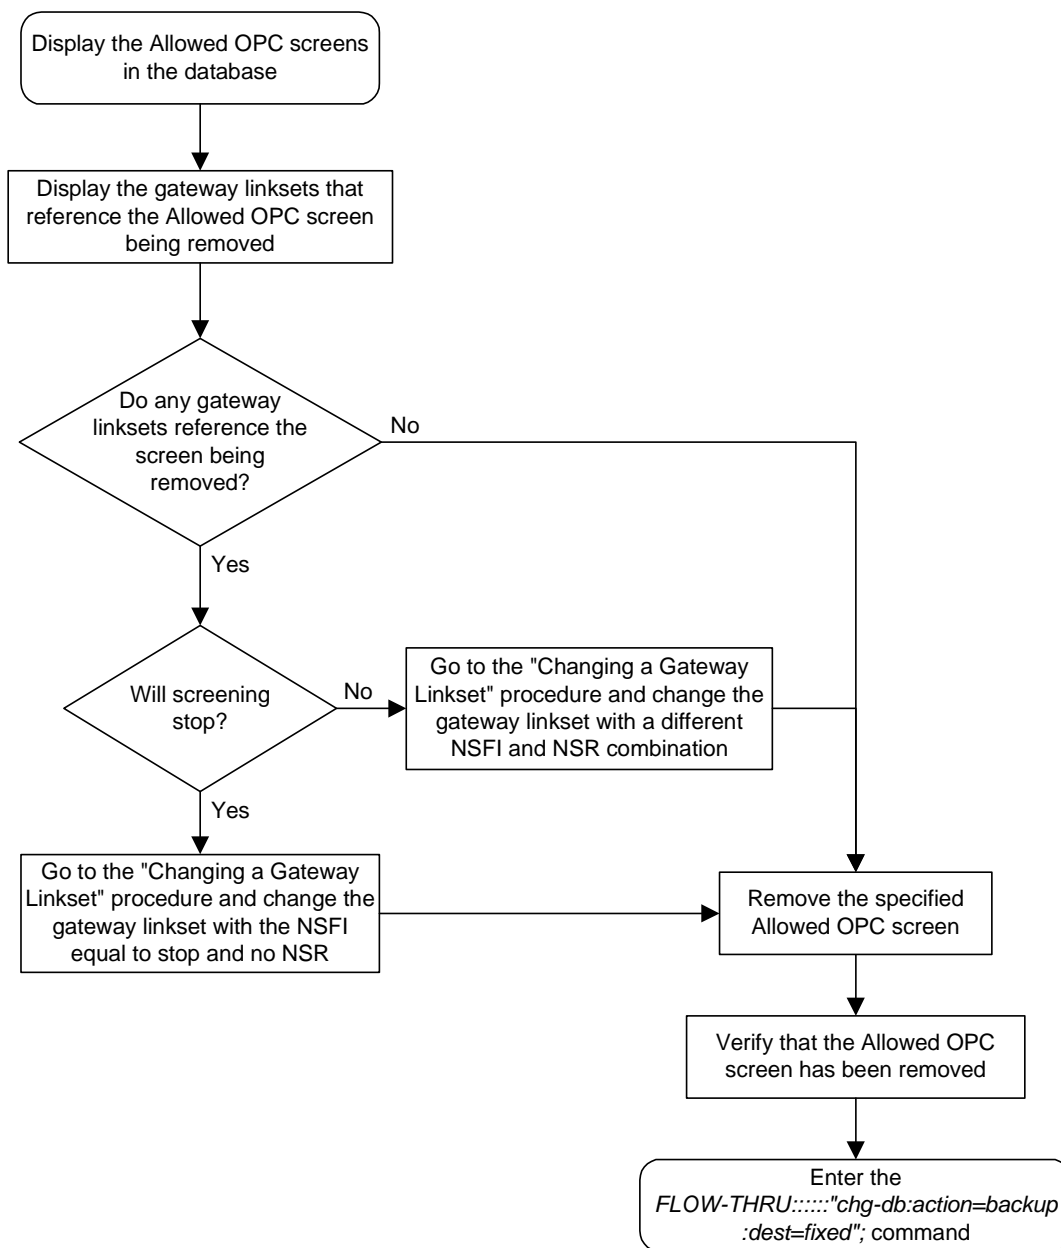 Display the Allowed OPC screens
in the database
Display the gateway linksets that
reference the Allowed OPC screen
being removed
Do any gateway
linksets reference the
screen being
removed?
No
Yes
Will screening
stop?
No
Go to the "Changing a Gateway
Linkset" procedure and change the
gateway linkset with a different
NSFI and NSR combination
Yes
Go to the "Changing a Gateway
Linkset" procedure and change the
gateway linkset with the NSFI
equal to stop and no NSR
Remove the specified
Allowed OPC screen
Verify that the Allowed OPC
screen has been removed
Enter the
FLOW-THRU::::::"chg-db:action=backup
:dest=fixed"; command